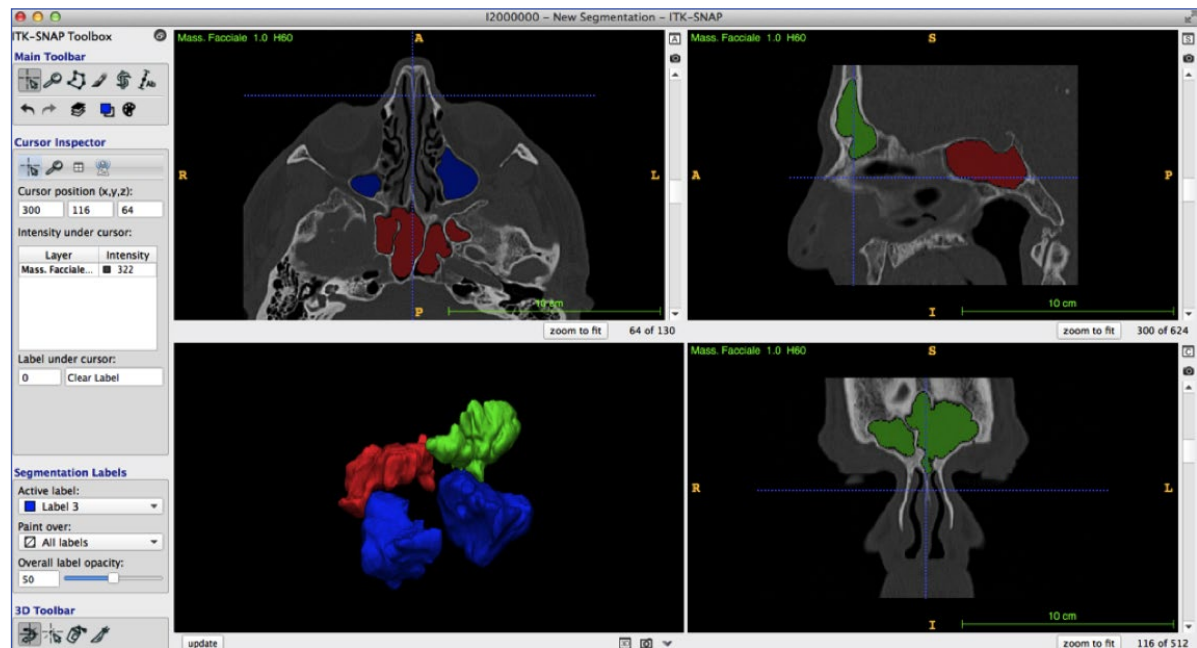 I2000000 – New Segmentation – ITK-SNAP
ITK-SNAP Toolbox
Main Toolbar
Cursor Inspector
Cursor position (x,y,z):
300 116 64
Intensity under cursor:
Layer Intensity
Mass. Facciale... 322
Label under cursor:
0 Clear Label
Segmentation Labels
Active label:
Label 3
Paint over:
All labels
Overall label opacity:
50
3D Toolbar
Mass. Facciale 1.0 H60
A
A
R
L
P
10 cm
zoom to fit 64 of 130
Mass. Facciale 1.0 H60
S
S
A
P
I
10 cm
zoom to fit 300 of 624
update
3D
Mass. Facciale 1.0 H60
S
C
R
L
I
10 cm
zoom to fit 116 of 512